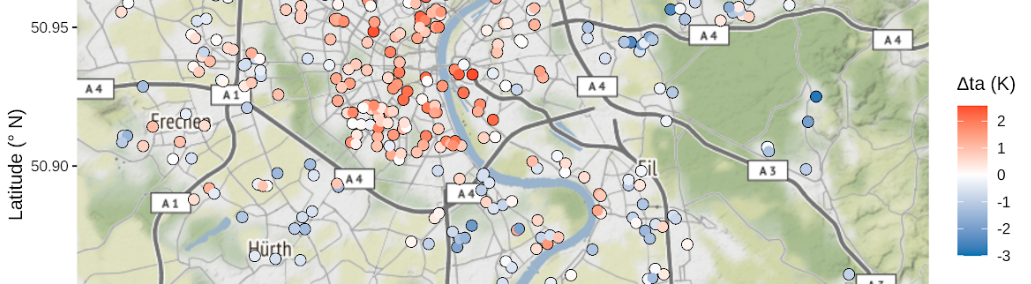 50.95
A 4
A 4
Δta (K)
A 4
A 4
A 1
2
Latitude (° N)
Frechen
1
50.90
Eil
0
A 4
A 3
A 4
-1
A 1
-2
Hürth
-3